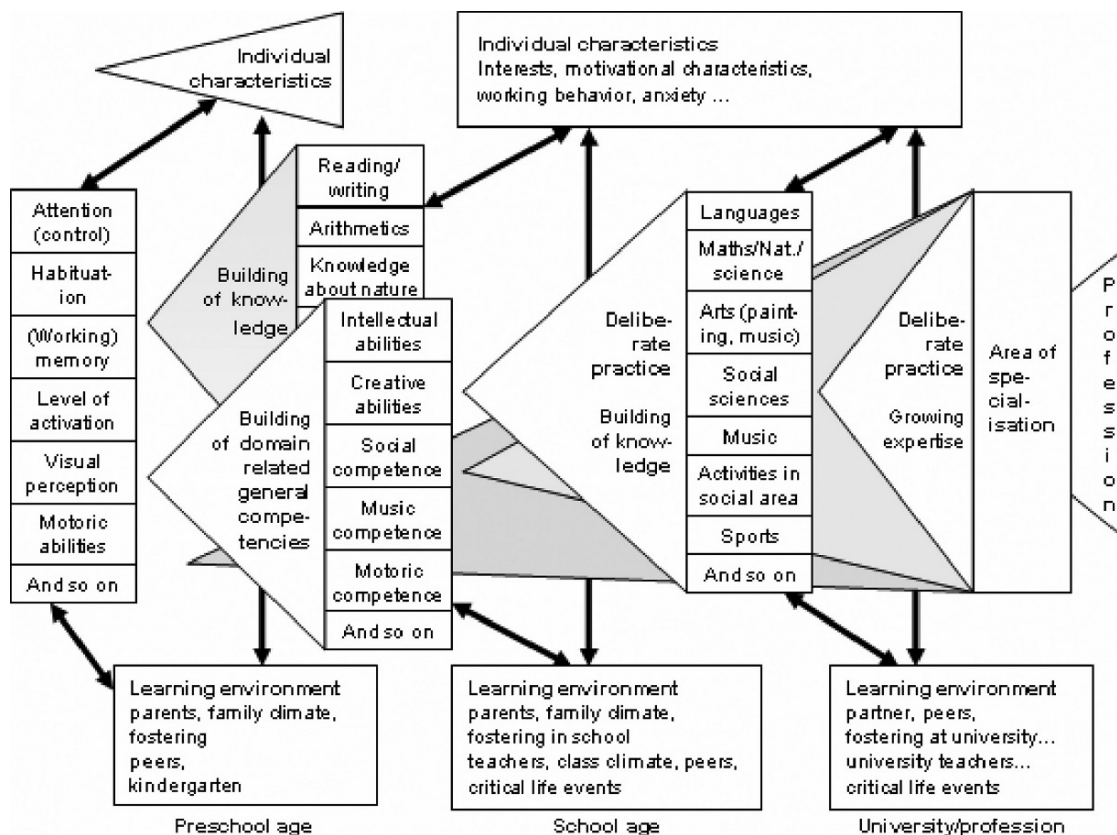 Individual
characteristics
Individual characteristics
Interests, motivational characteristics,
working behavior, anxiety ...
Attention
(control)
Habituat-
ion
(Working)
memory
Level of
activation
Visual
perception
Motoric abilities
And so on
Building
of know-
ledge
Reading/
writing
Arithmetics
Knowledge
about nature
Building
of domain
related
general
compe-
tencies
Intellectual
abilities
Creative
abilities
Social
competence
Music
competence
Motoric
competence
And so on
Delibe-
rate
practice
Building
of know-
ledge
Languages
Maths/Nat./
science
Arts (paint-
ing, music)
Social
sciences
Music
Activities in
social area
Sports
And so on
Delibe-
rate
practice
Growing
expertise
Area of
spe-
cial-
isation
Profession
Learning environment
parents, family climate,
fostering
peers,
kindergarten
Learning environment
parents, family climate,
fostering in school
teachers, class climate, peers,
critical life events
Learning environment
partner, peers,
fostering at university...
university teachers...
critical life events
Preschool age
School age
University/profession